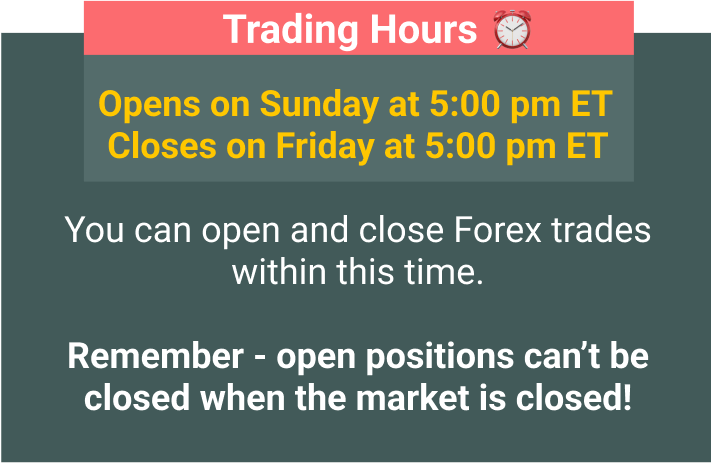 Trading Hours ⏰
Opens on Sunday at 5:00 pm ET
Closes on Friday at 5:00 pm ET
You can open and close Forex trades
within this time.
Remember - open positions can’t be
closed when the market is closed!